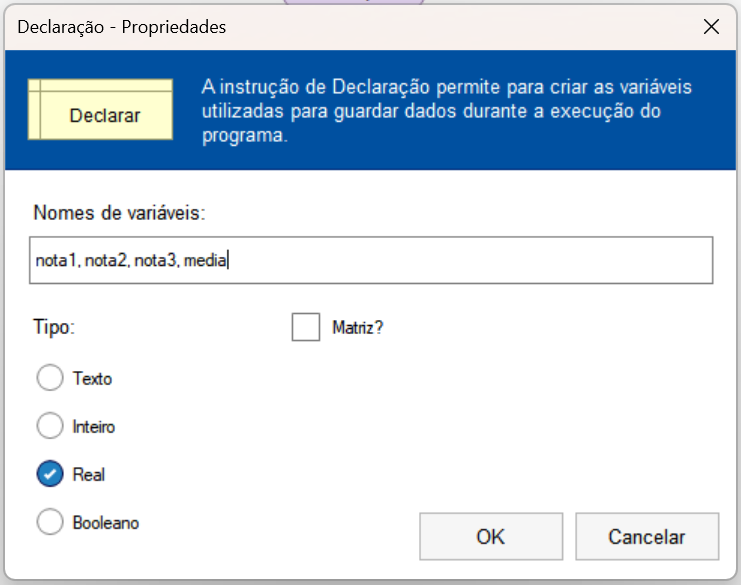 Declaração - Propriedades
Declarar
A instrução de Declaração permite para criar as variáveis
utilizadas para guardar dados durante a execução do
programa.
Nomes de variáveis:
nota1, nota2, nota3, media
Tipo:
Matriz?
Texto
Inteiro
Real
Booleano
OK
Cancelar